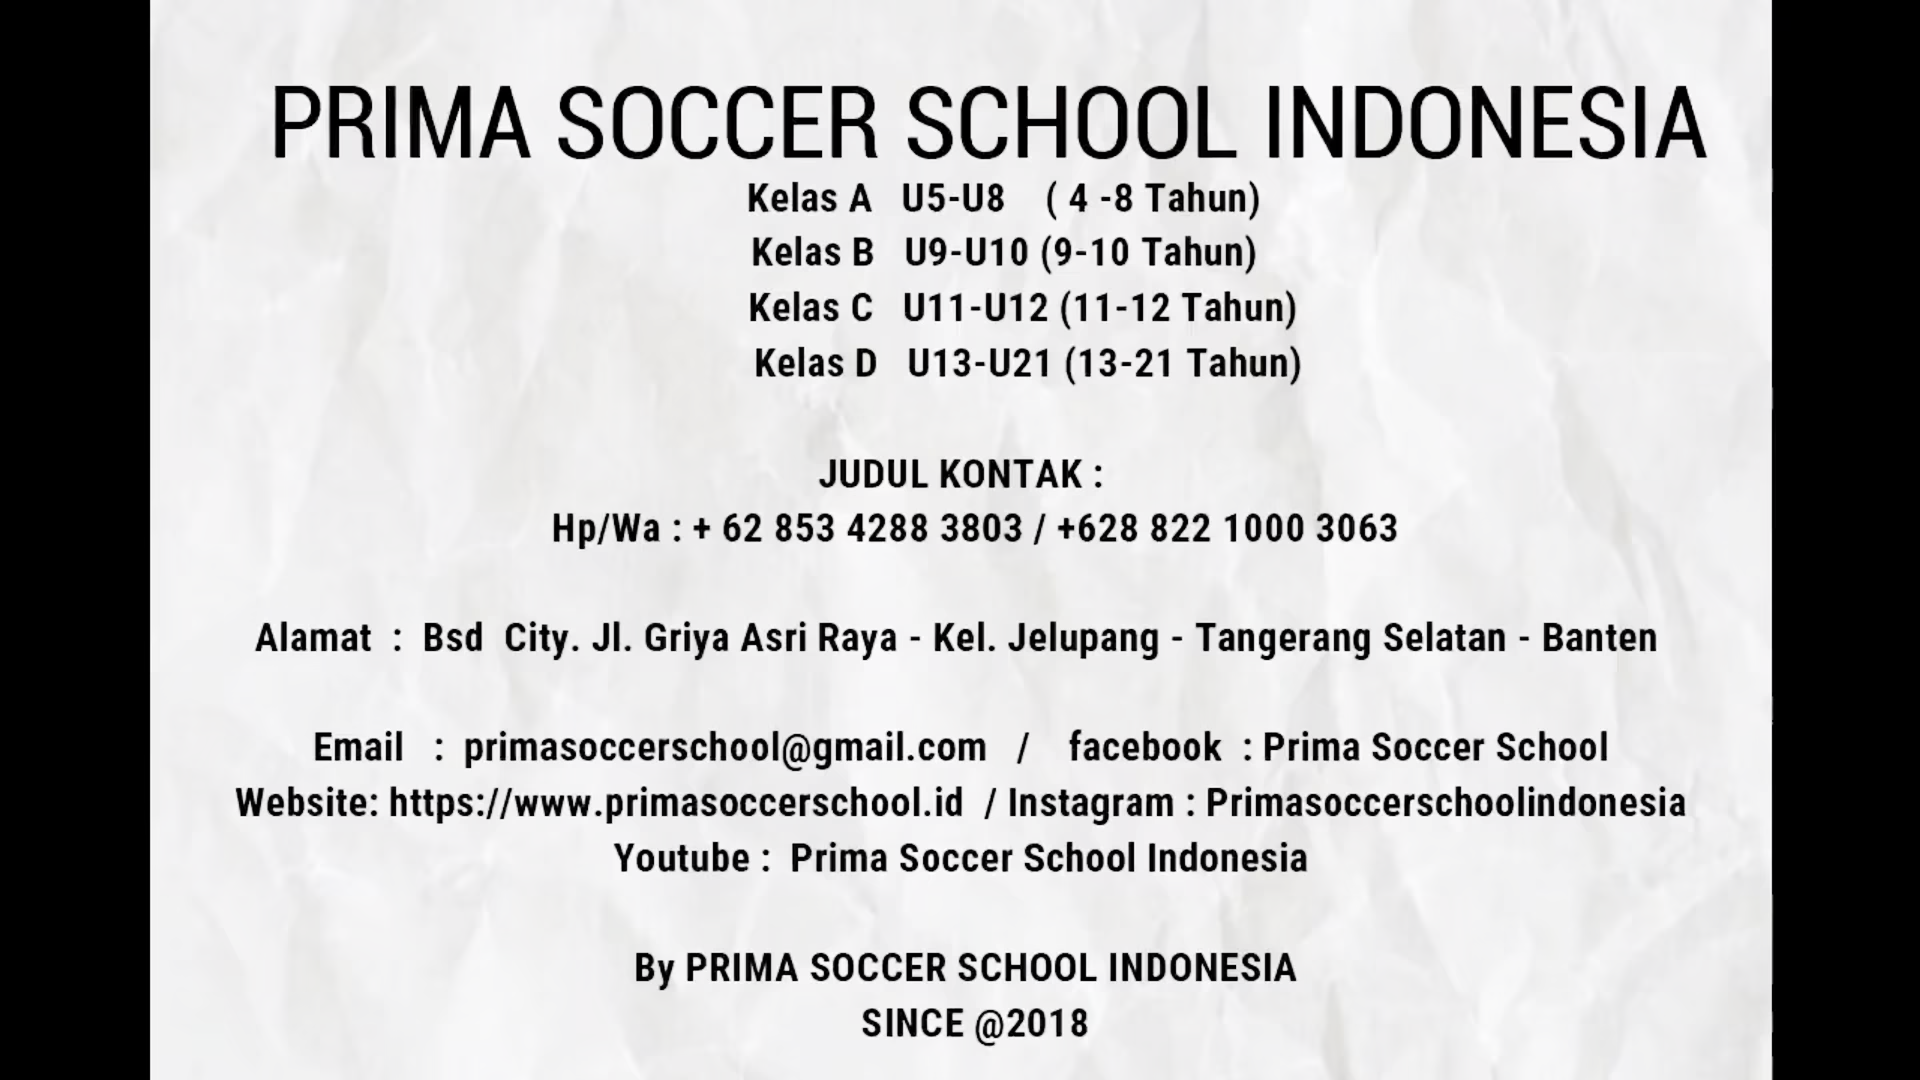 PRIMA SOCCER SCHOOL INDONESIA
Kelas A U5-U8 ( 4 -8 Tahun)
Kelas B U9-U10 (9-10 Tahun)
Kelas C U11-U12 (11-12 Tahun)
Kelas D U13-U21 (13-21 Tahun)
JUDUL KONTAK :
Hp/Wa : + 62 853 4288 3803 / +628 822 1000 3063
Alamat : Bsd City. Jl. Griya Asri Raya - Kel. Jelupang - Tangerang Selatan - Banten
Email : primasoccerschool@gmail.com / facebook : Prima Soccer School
Website: https://www.primasoccerschool.id / Instagram : Primasoccerschoolindonesia
Youtube : Prima Soccer School Indonesia
By PRIMA SOCCER SCHOOL INDONESIA
SINCE @2018